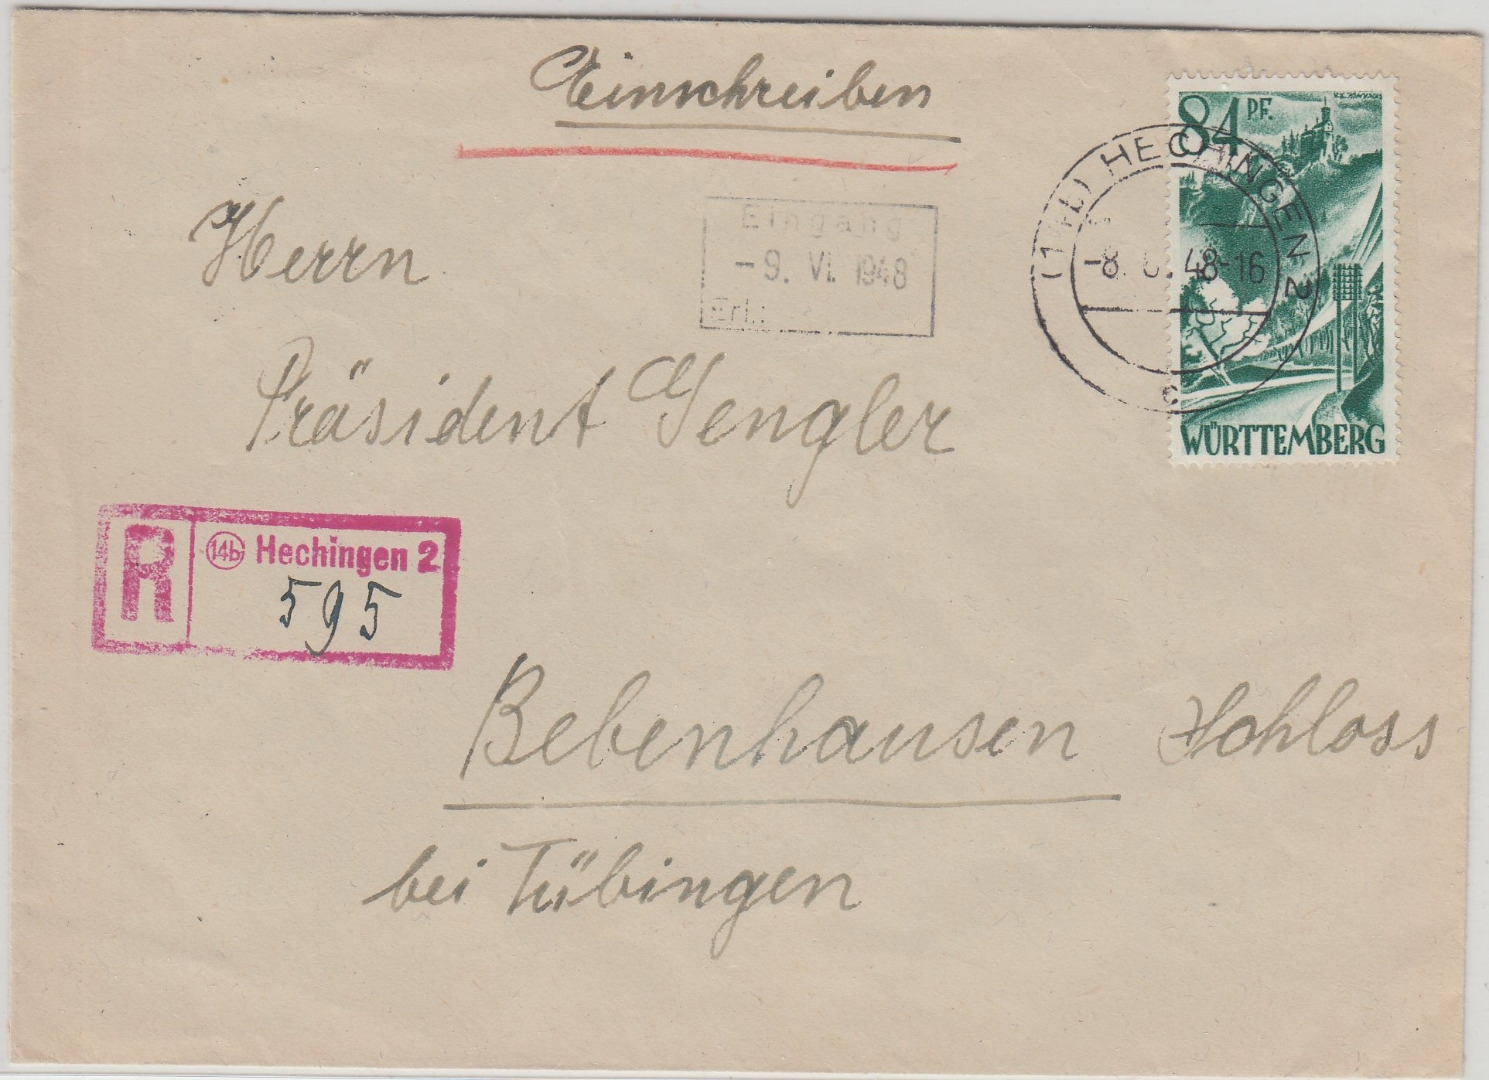 Einschreiben
84 PF.
(14b) HECHINGEN 2
-8. 6. 48-16
c
WÜRTTEMBERG
Eingang
-9. VI. 1948
Erl.:
Herrn
Präsident Gengler
R 14b Hechingen 2
595
Bebenhausen Schloss
bei Tübingen